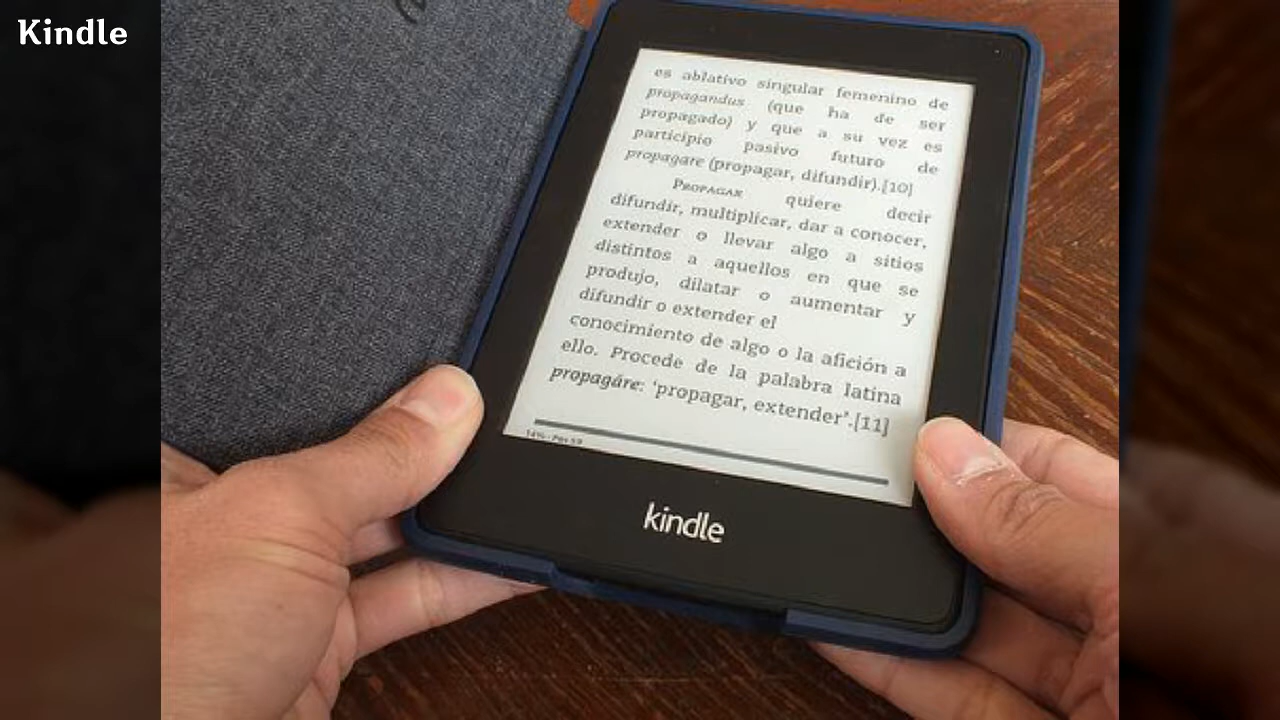 Kindle
es ablativo singular femenino de
propagandus (que ha de ser
propagado) y que a su vez es
participio pasivo futuro de
propagare (propagar, difundir).[10]
Propagar quiere decir
difundir, multiplicar, dar a conocer,
extender o llevar algo a sitios
distintos a aquellos en que se
produjo, dilatar o aumentar y
difundir o extender el
conocimiento de algo o la afición a
ello. Procede de la palabra latina
propagáre: ‘propagar, extender’.[11]
kindle